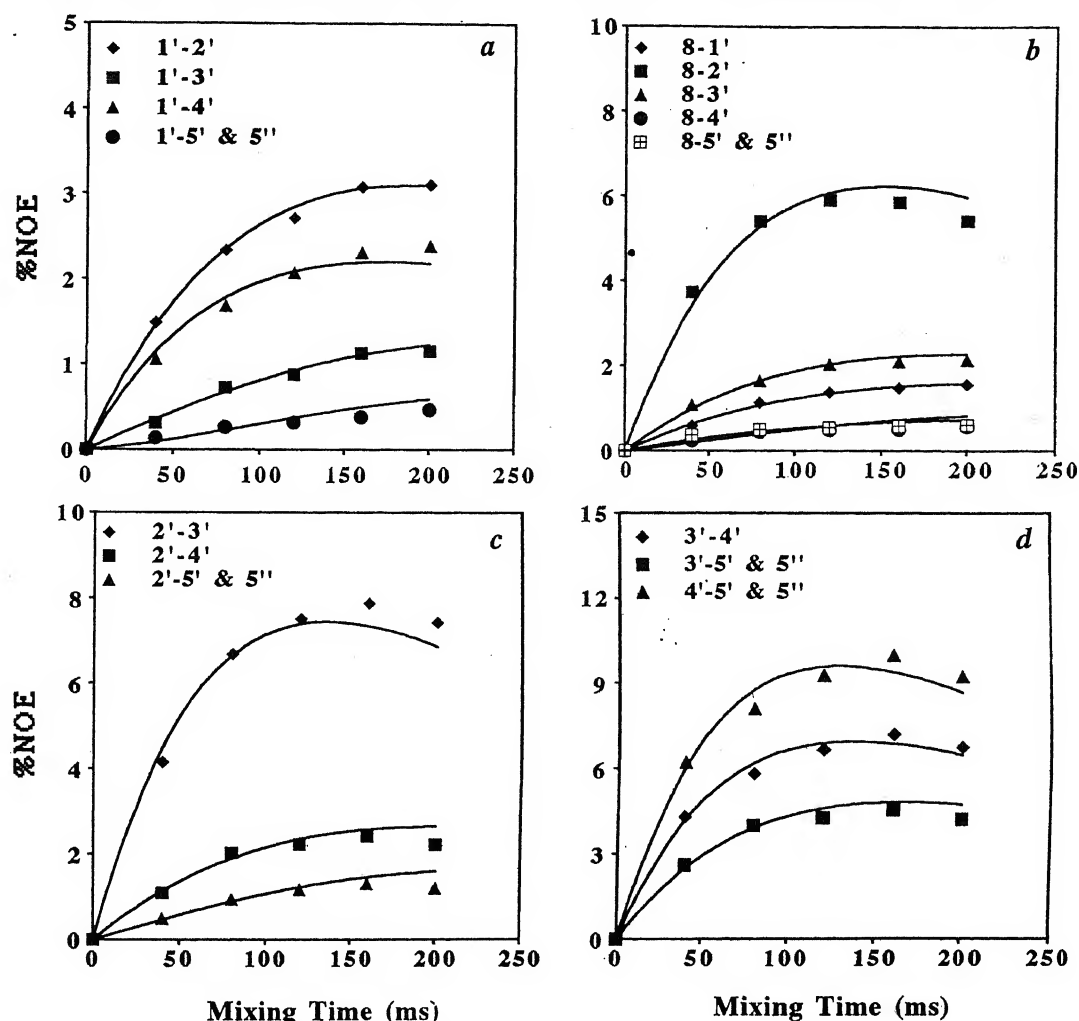 5
4
3
2
1
0
%NOE
1'-2'
1'-3'
1'-4'
1'-5' & 5"
a
0 50 100 150 200 250
10
8
6
4
2
0
8-1'
8-2'
8-3'
8-4'
8-5' & 5"
b
0 50 100 150 200 250
10
8
6
4
2
0
%NOE
2'-3'
2'-4'
2'-5' & 5"
c
0 50 100 150 200 250
Mixing Time (ms)
15
12
9
6
3
0
3'-4'
3'-5' & 5"
4'-5' & 5"
d
0 50 100 150 200 250
Mixing Time (ms)